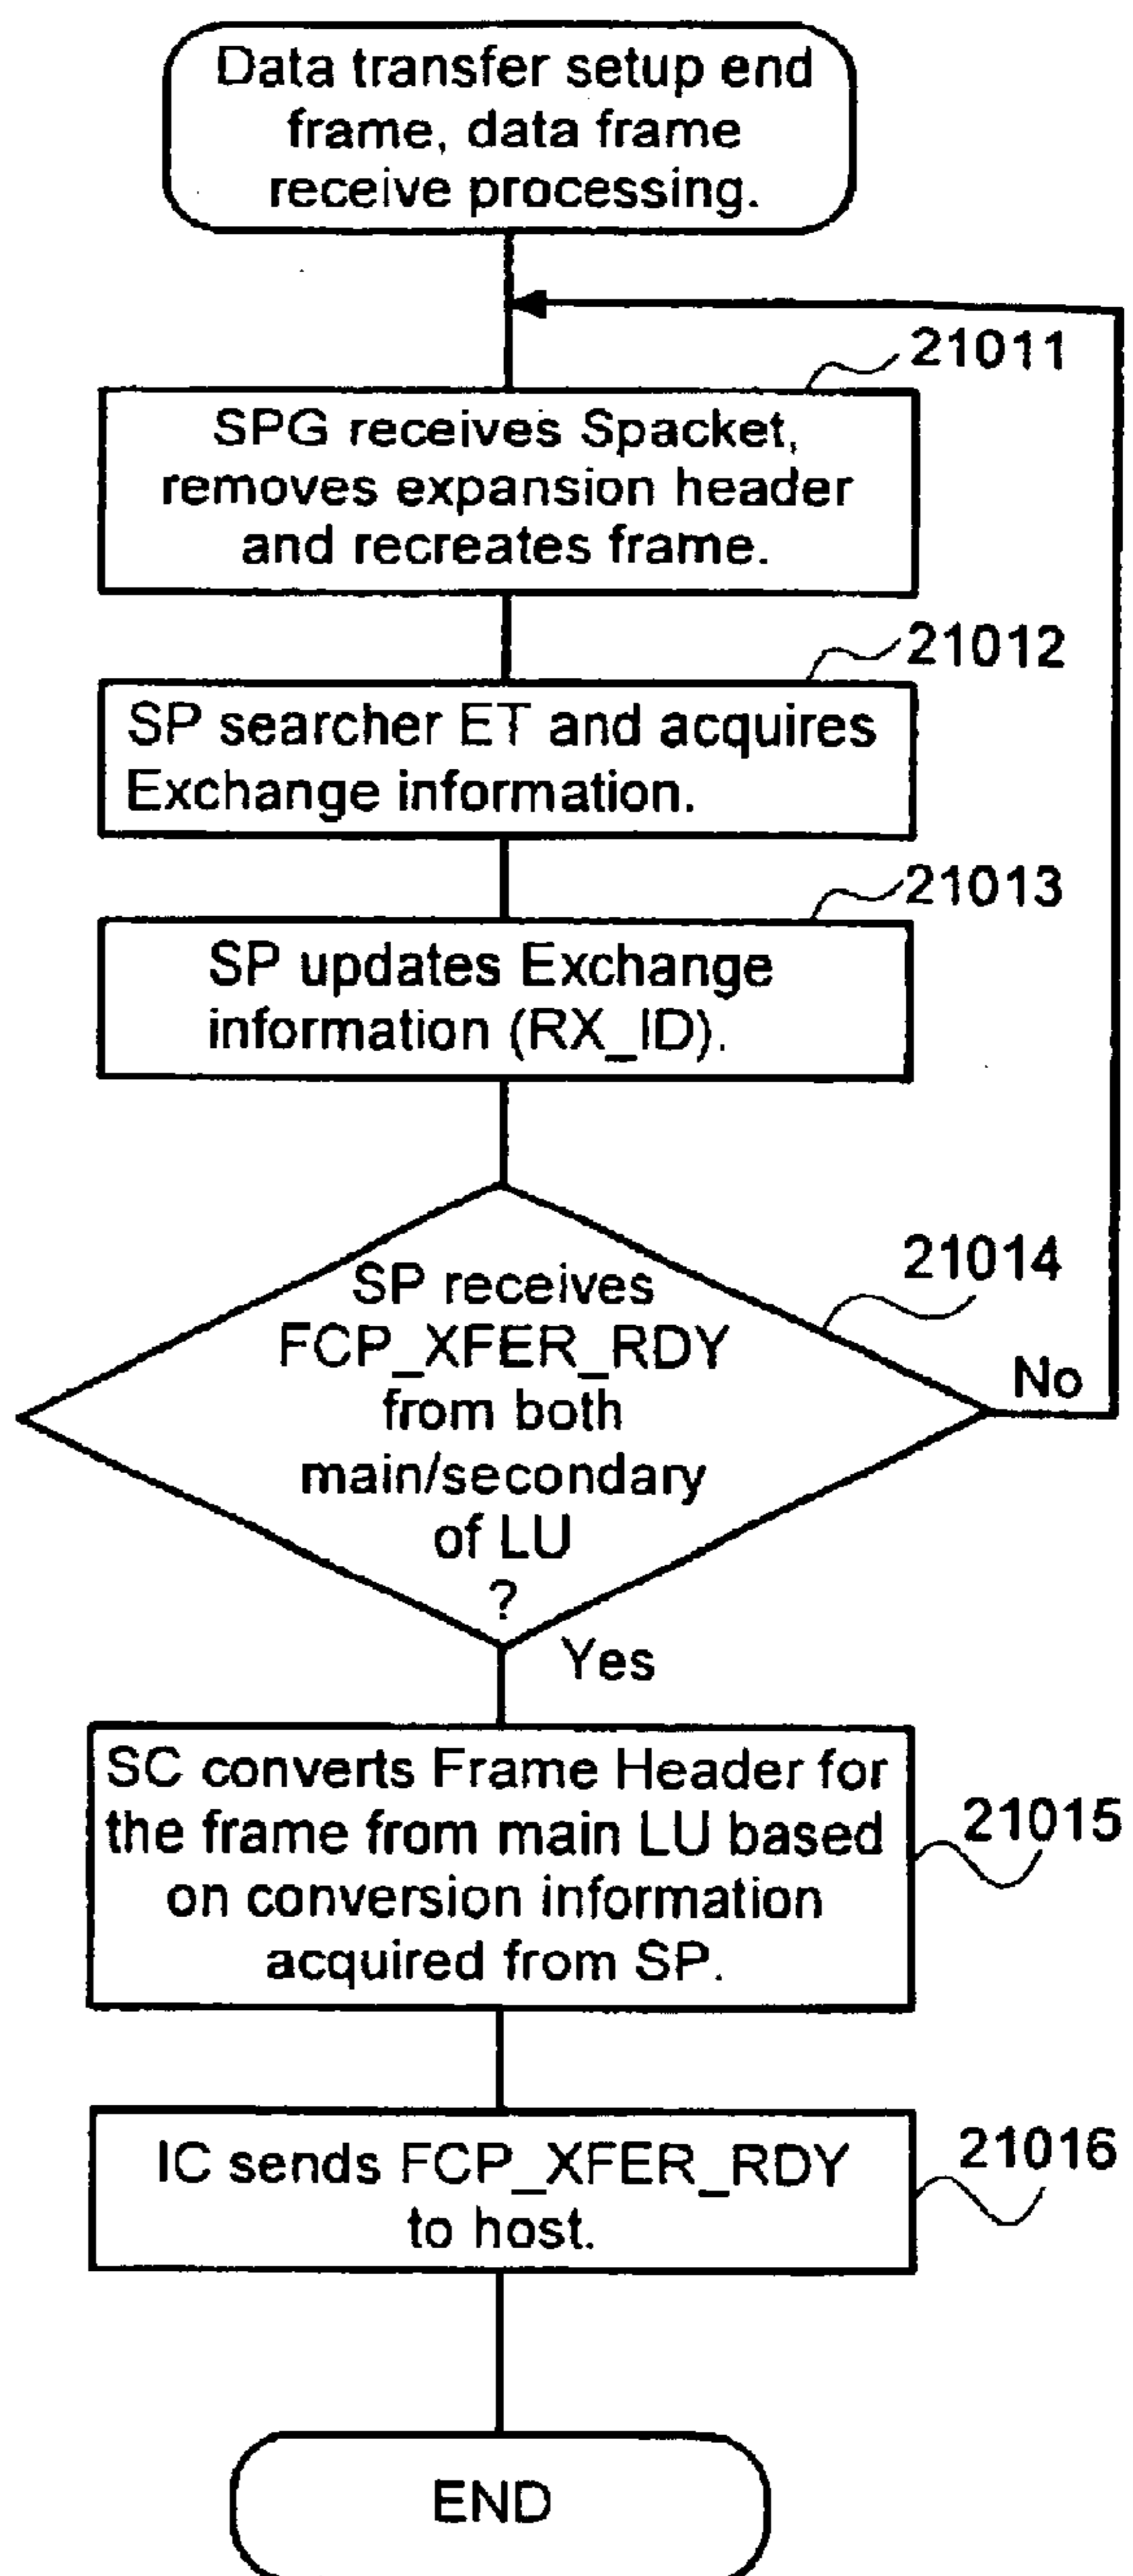 Data transfer setup end
frame, data frame
receive processing.
21011
SPG receives Spacket,
removes expansion header
and recreates frame.
21012
SP searcher ET and acquires
Exchange information.
21013
SP updates Exchange
information (RX_ID).
21014
SP receives
FCP_XFER_RDY
from both
main/secondary
of LU
?
No
Yes
SC converts Frame Header for
the frame from main LU based
on conversion information
acquired from SP.
21015
IC sends FCP_XFER_RDY
to host.
21016
END